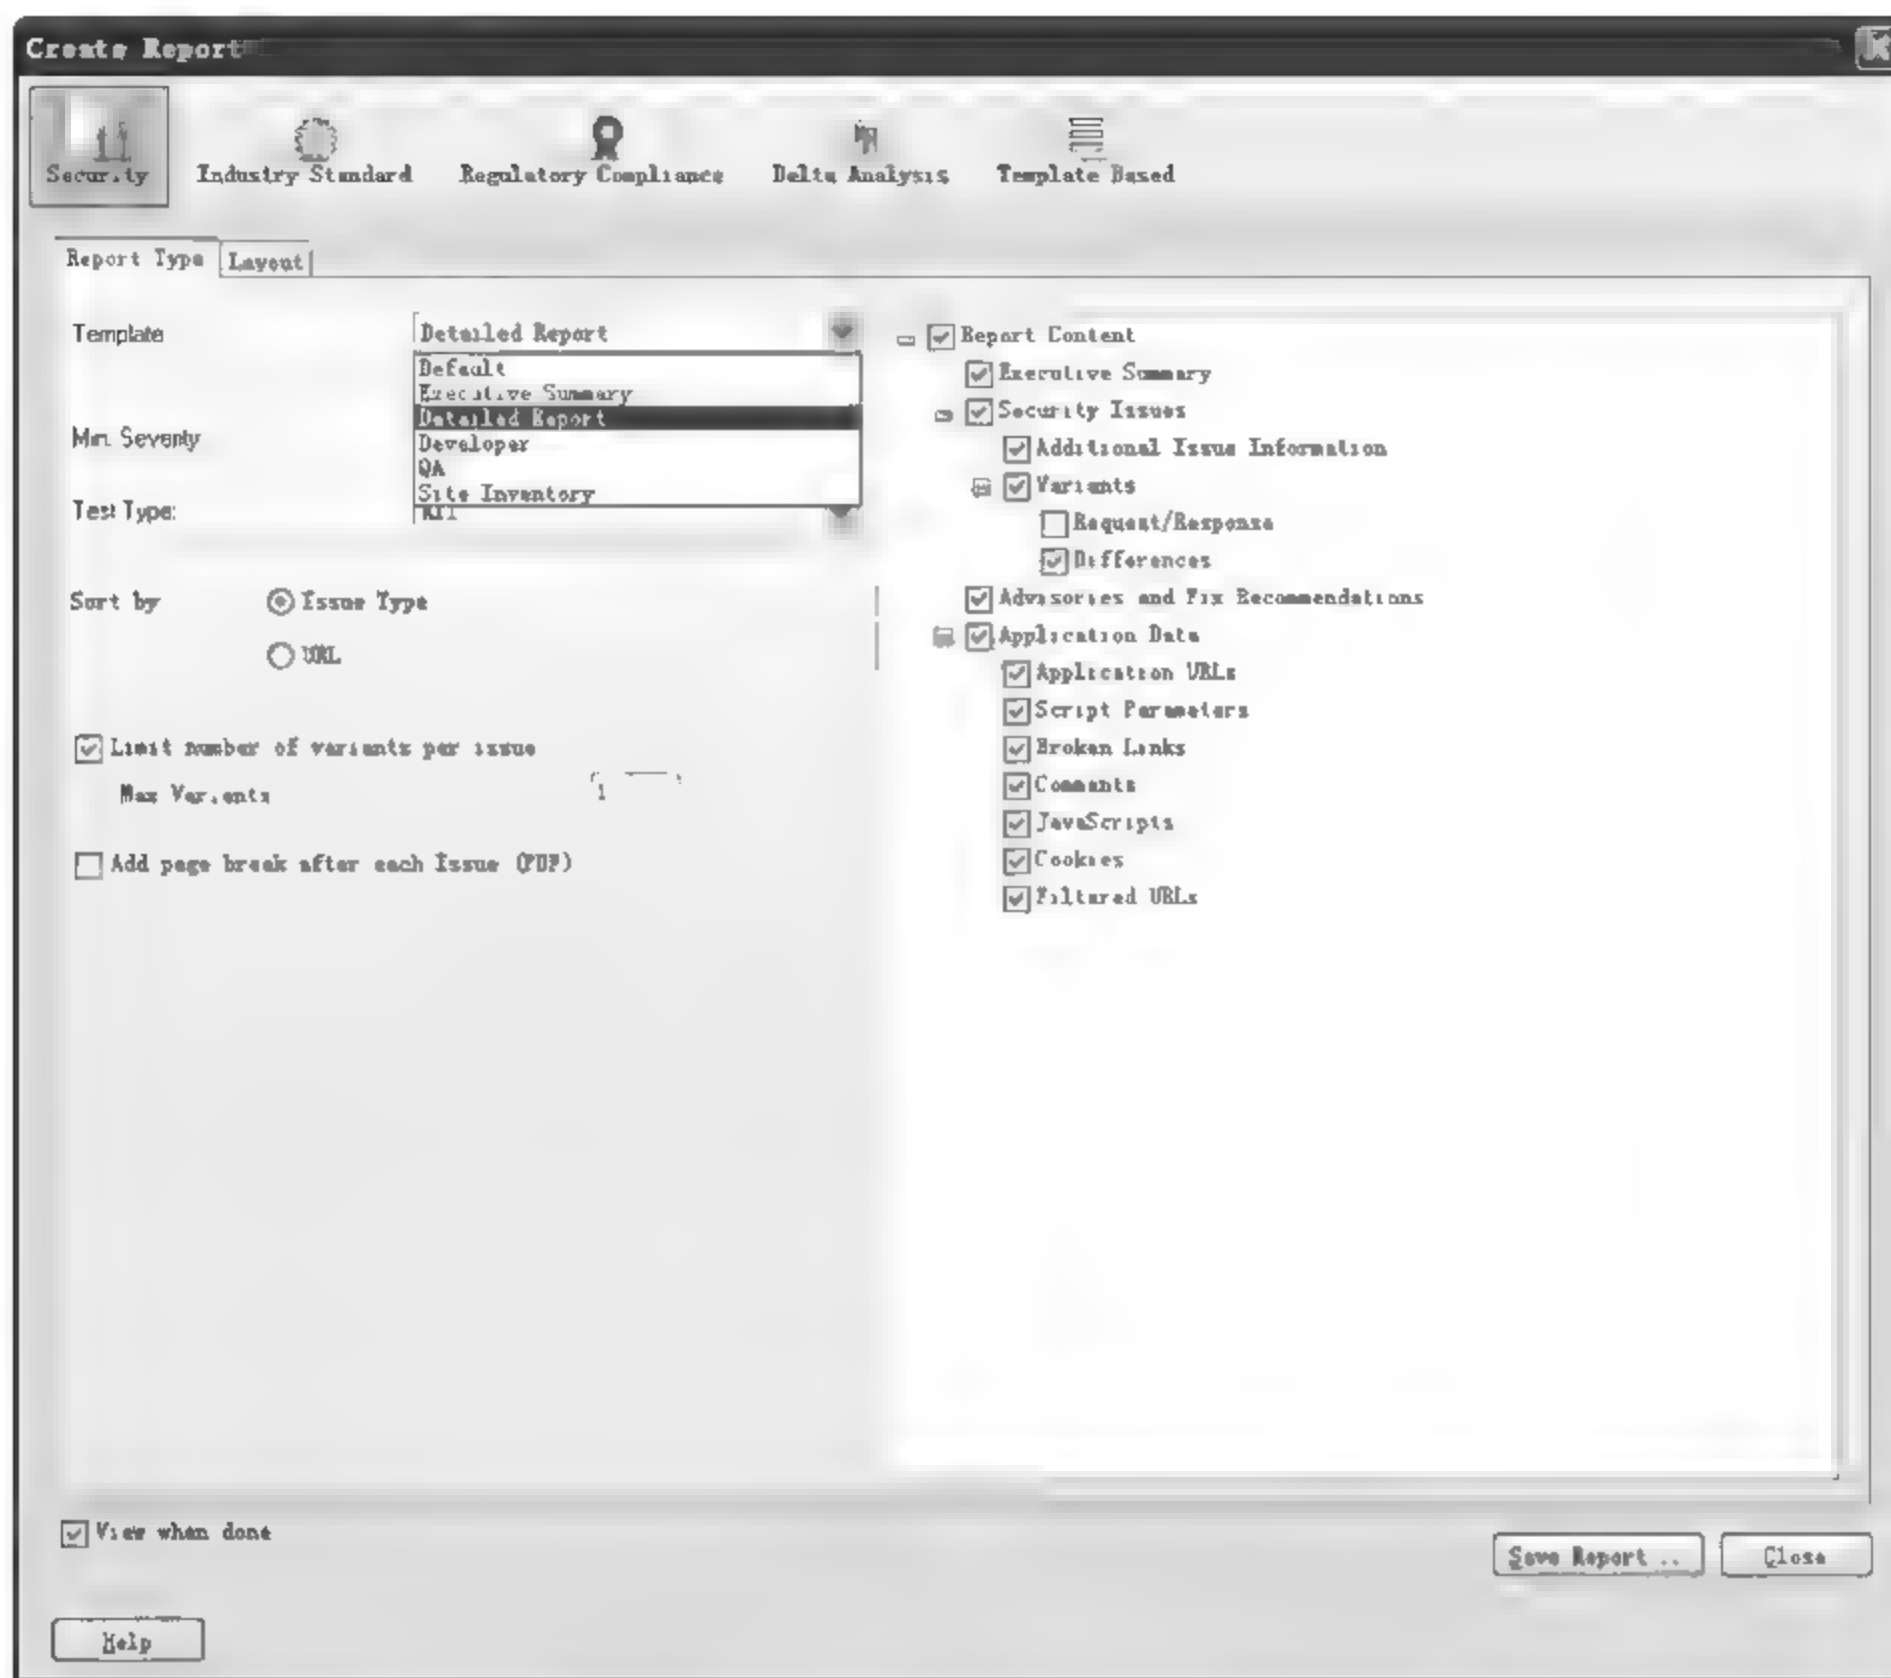 Create Report
Security
Industry Standard
Regulatory Compliance
Delta Analysis
Template Based
Report Type
Layout
Template
Detailed Report
Default
Executive Summary
Detailed Report
Developer
QA
Site Inventory
Min. Severity
Test Type:
All
Sort by
Issue Type
URL
Limit number of variants per issue
Max Variants
1
Add page break after each Issue (PDF)
Report Content
Executive Summary
Security Issues
Additional Issue Information
Variants
Request/Response
Differences
Advisories and Fix Recommendations
Application Data
Application URLs
Script Parameters
Broken Links
Comments
JavaScripts
Cookies
Filtered URLs
View when done
Save Report ..
Close
Help